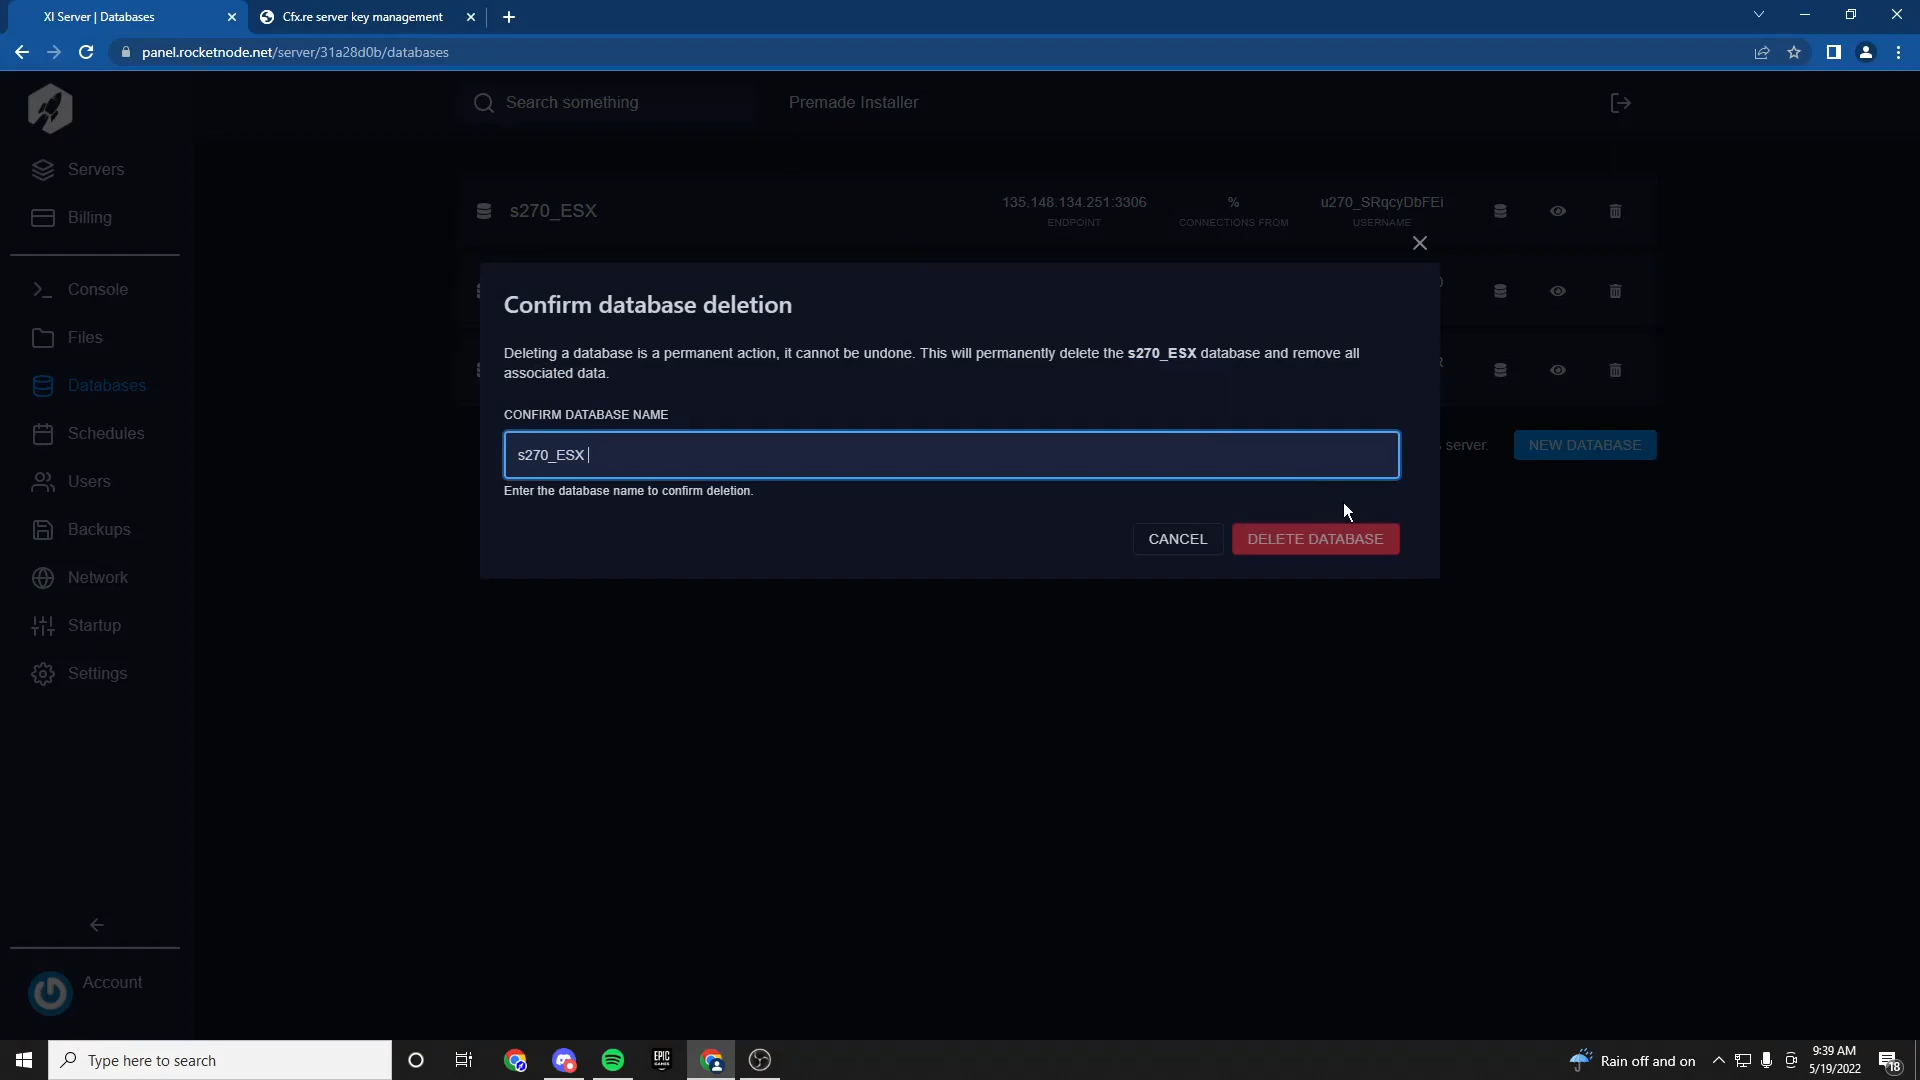 XI Server | Databases
Cfx.re server key management
panel.rocketnode.net/server/31a28d0b/databases
Search something
Premade Installer
Servers
Billing
Console
Files
Databases
Schedules
Users
Backups
Network
Startup
Settings
Account
s270_ESX
135.148.134.251:3306
ENDPOINT
%
CONNECTIONS FROM
u270_SRqcyDbFEi
USERNAME
Confirm database deletion
Deleting a database is a permanent action, it cannot be undone. This will permanently delete the s270_ESX database and remove all
associated data.
CONFIRM DATABASE NAME
s270_ESX
Enter the database name to confirm deletion.
CANCEL
DELETE DATABASE
server.
NEW DATABASE
Type here to search
EPIC GAMES
Rain off and on
9:39 AM
5/19/2022
18